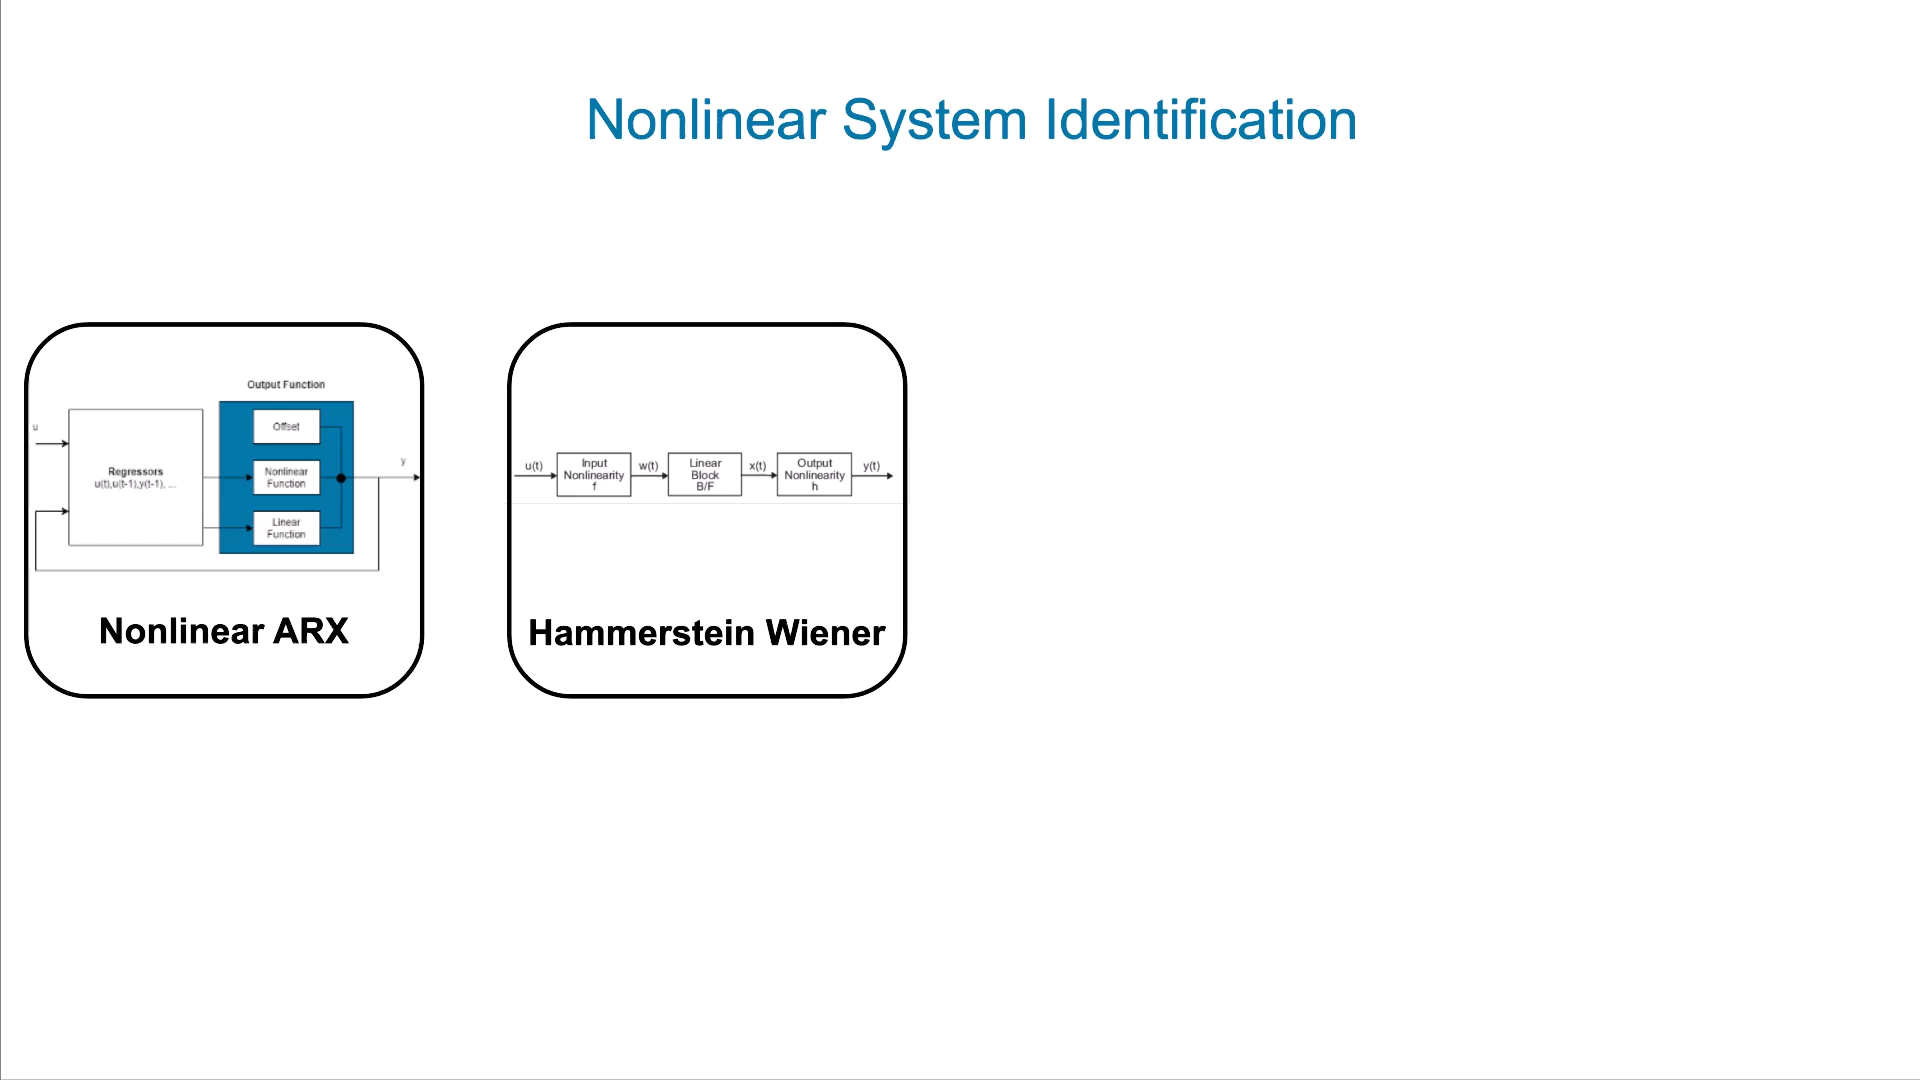 Nonlinear System Identification
Output Function
u
Regressors
u(t),u(t-1),y(t-1), ...
Offset
Nonlinear
Function
Linear
Function
y
Nonlinear ARX
u(t)
Input
Nonlinearity
f
w(t)
Linear
Block
B/F
x(t)
Output
Nonlinearity
h
y(t)
Hammerstein Wiener